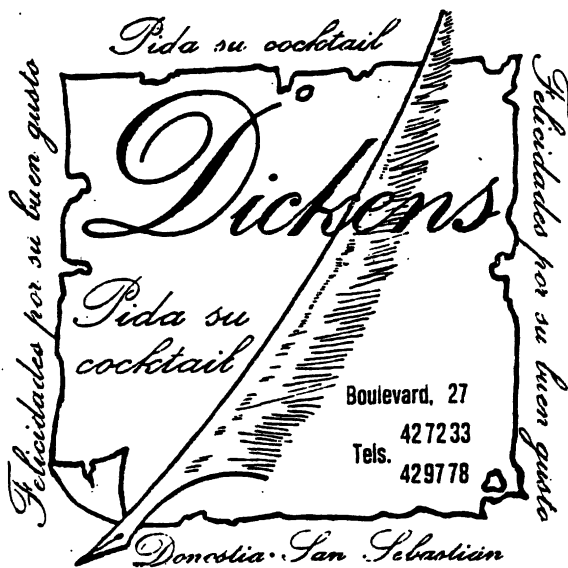 Pida su cocktail
Felicidades por su buen gusto
Felicidades por su buen gusto
Dickens
Pida su
cocktail
Boulevard, 27
Tels. 427233
429778
Donostia - San Sebastián